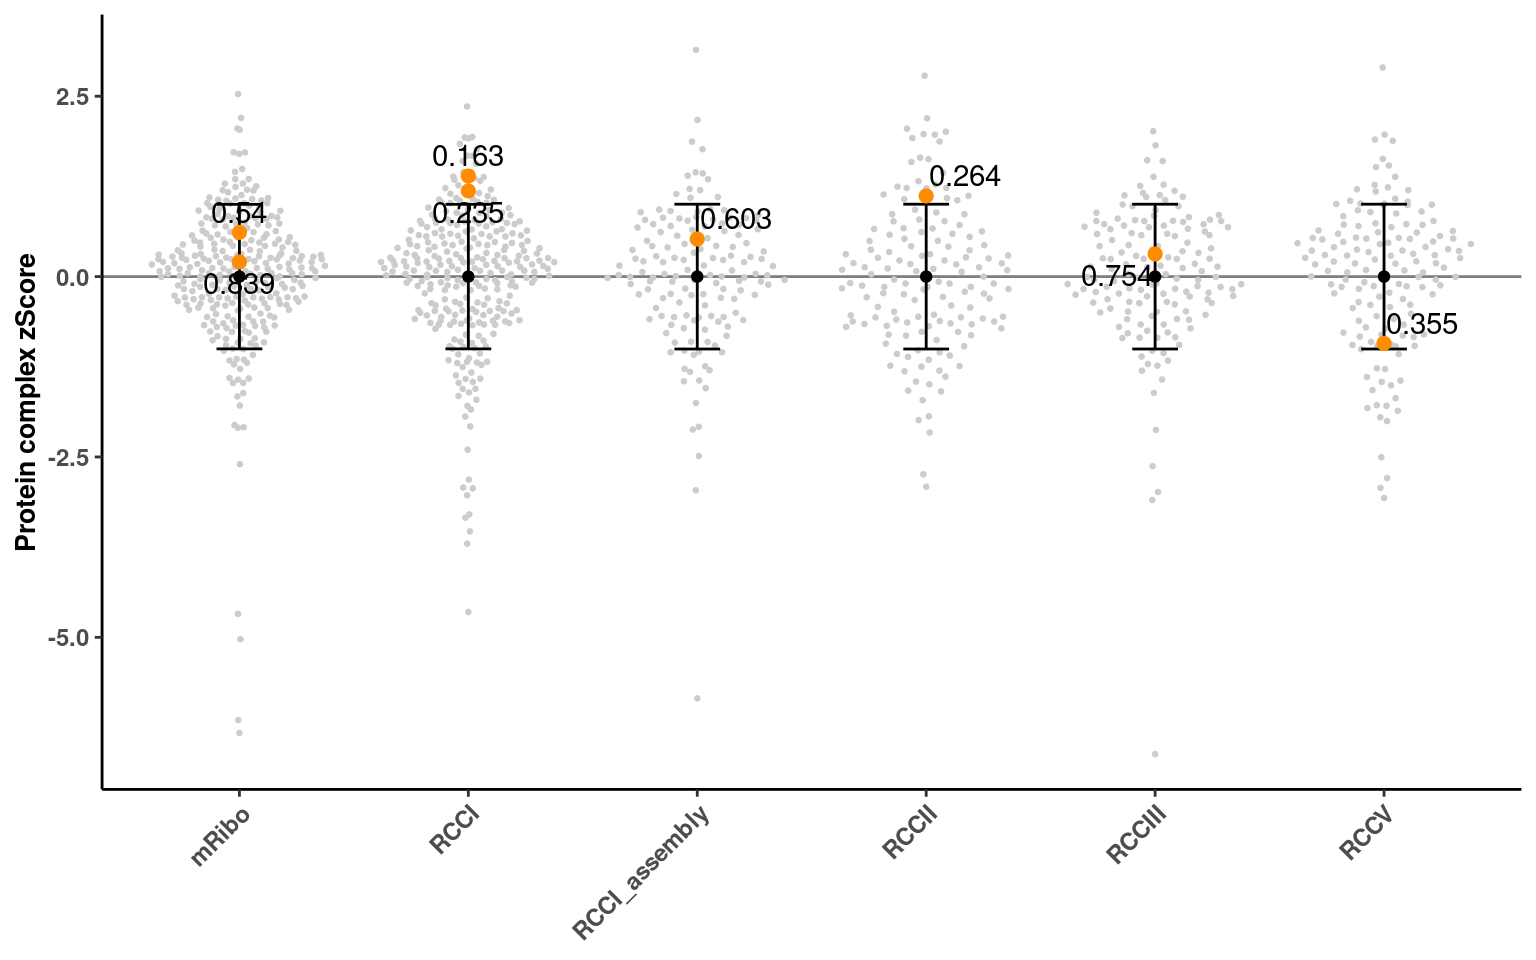 Protein complex zScore
2.5
0.0
-2.5
-5.0
0.54
0.839
0.163
0.235
0.603
0.264
0.754
0.355
mRibo
RCCI
RCCI_assembly
RCCII
RCCIII
RCCV